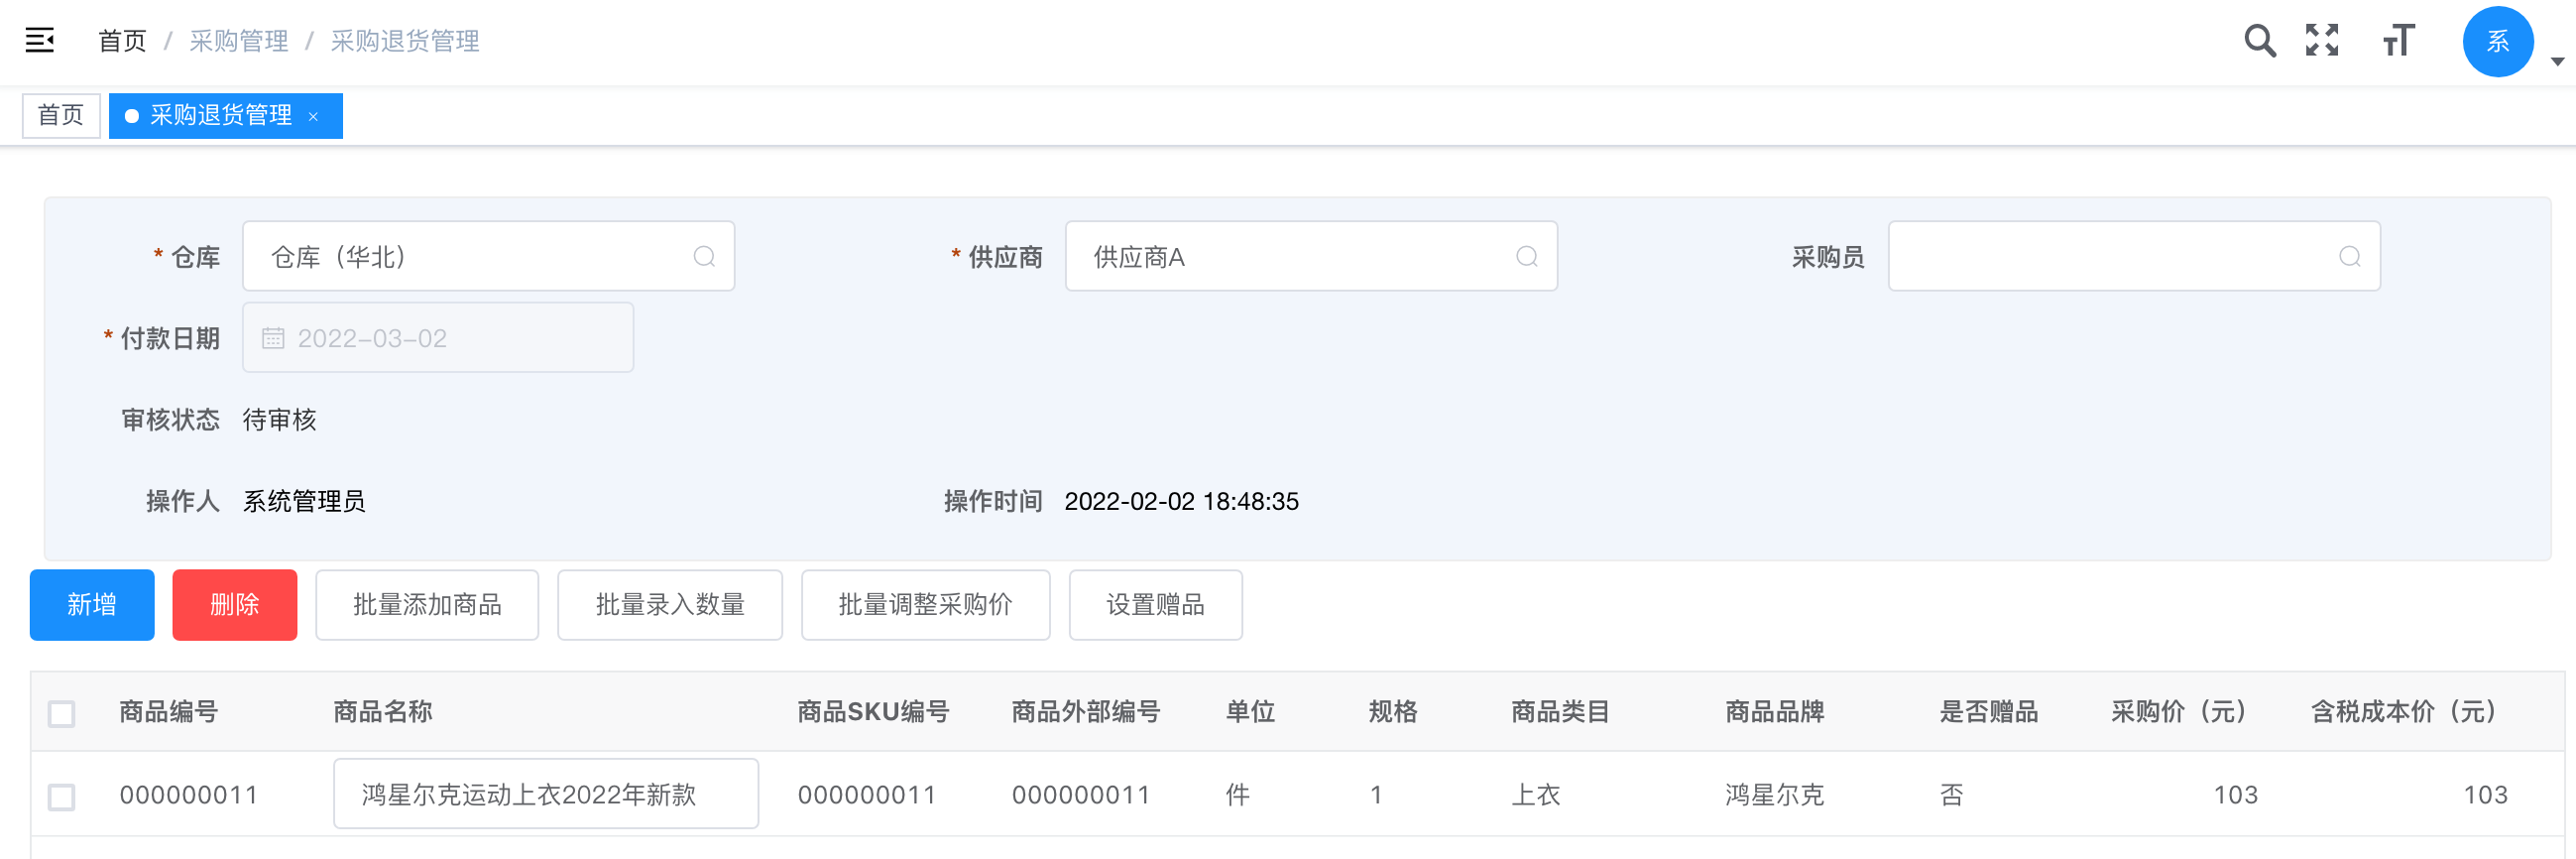 首页 / 采购管理 / 采购退货管理 系
首页 采购退货管理 ×
* 仓库 仓库（华北） * 供应商 供应商A 采购员
* 付款日期 2022-03-02
审核状态 待审核
操作人 系统管理员 操作时间 2022-02-02 18:48:35
新增 删除 批量添加商品 批量录入数量 批量调整采购价 设置赠品
商品编号 商品名称 商品SKU编号 商品外部编号 单位 规格 商品类目 商品品牌 是否赠品 采购价（元） 含税成本价（元）
000000011 鸿星尔克运动上衣2022年新款 000000011 000000011 件 1 上衣 鸿星尔克 否 103 103